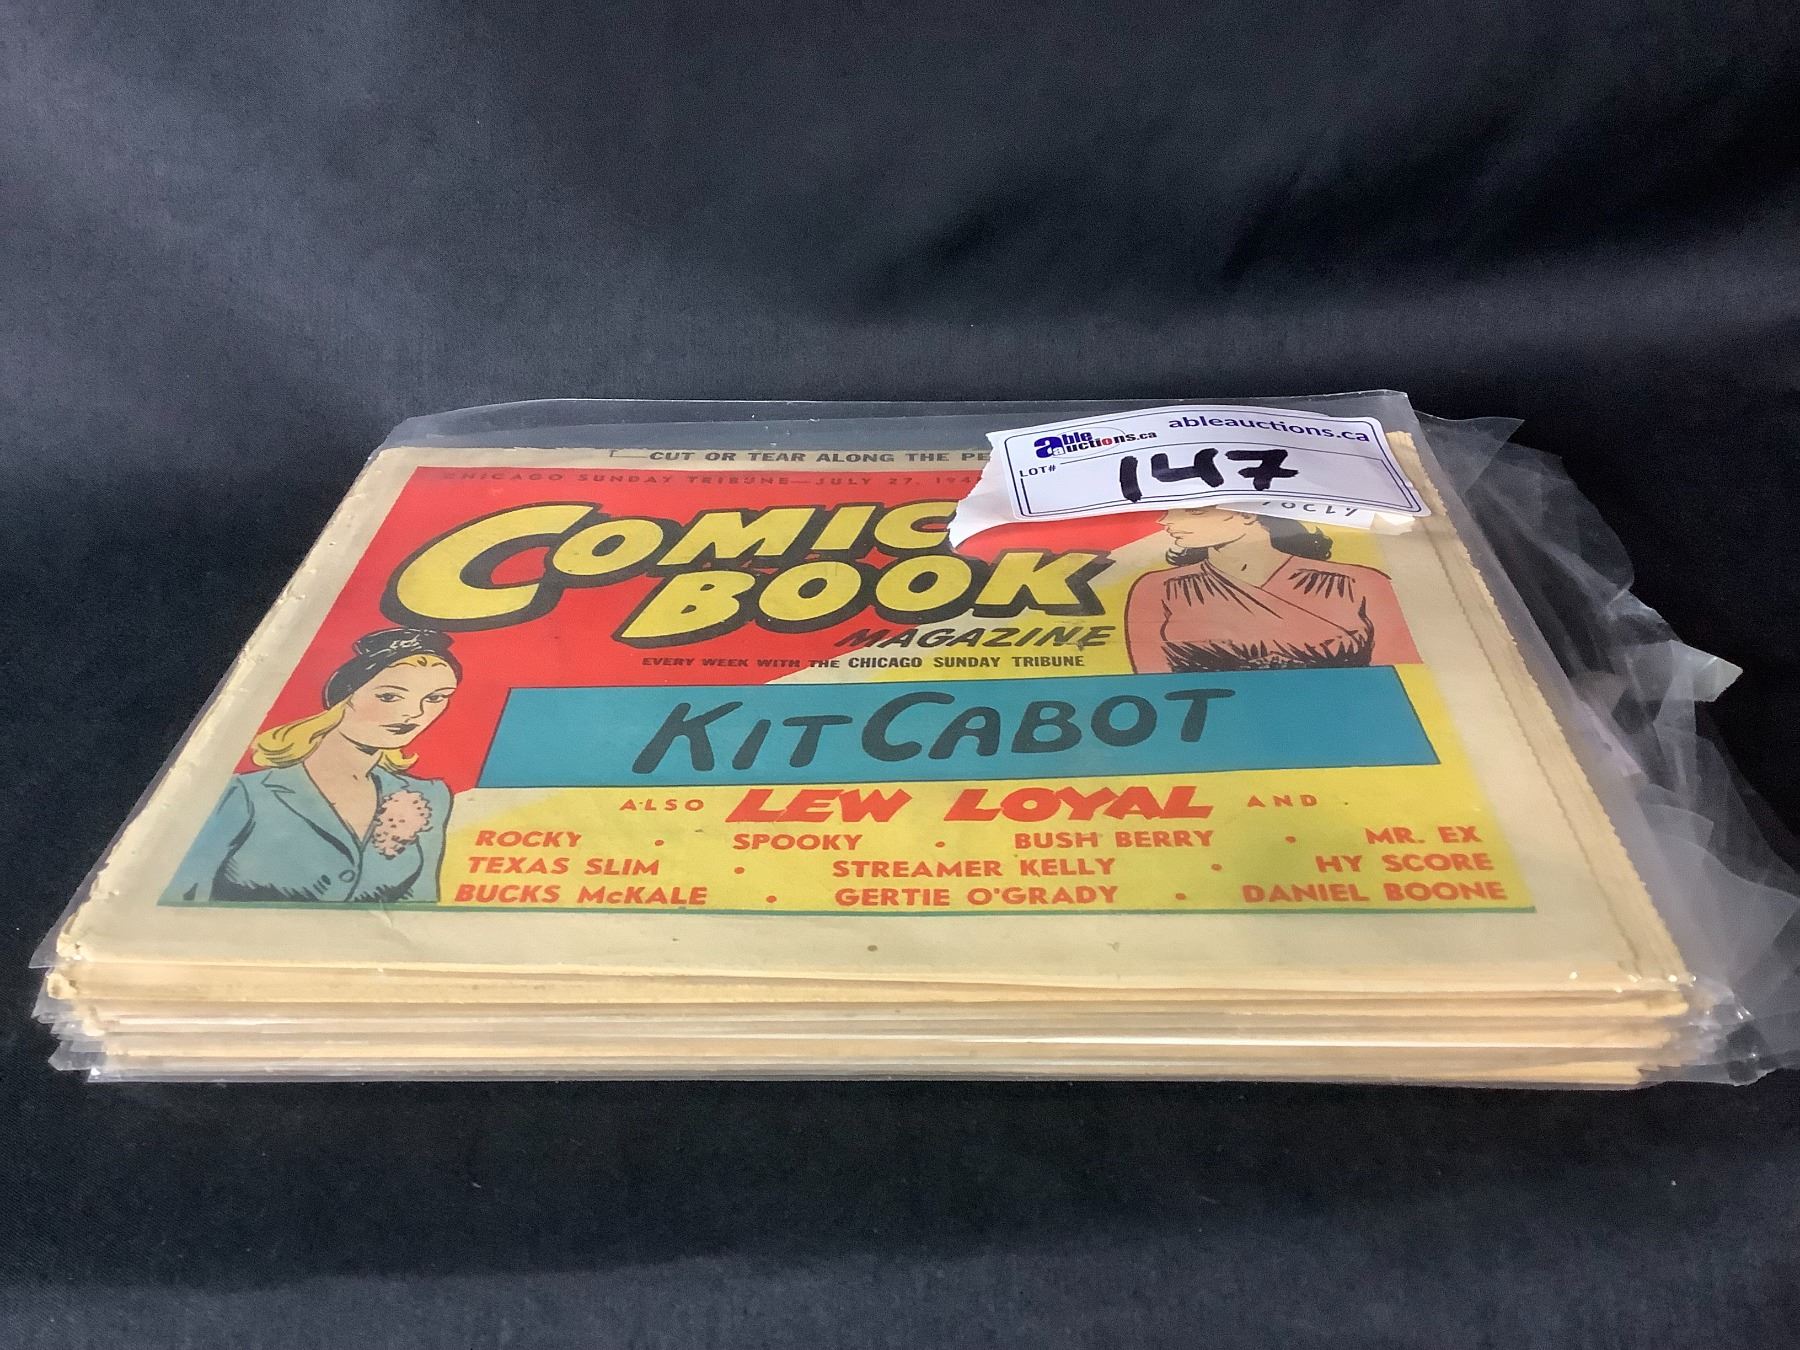 CUT OR TEAR ALONG THE
CHICAGO SUNDAY TRIBUNE—JULY 27, 194
COMIC
BOOK
MAGAZINE
EVERY WEEK WITH THE CHICAGO SUNDAY TRIBUNE
KIT CABOT
ALSO LEW LOYAL AND
ROCKY • SPOOKY • BUSH BERRY • MR. EX
TEXAS SLIM • STREAMER KELLY • HY SCORE
BUCKS McKALE • GERTIE O'GRADY • DANIEL BOONE
able auctions.ca ableauctions.ca
LOT# 147